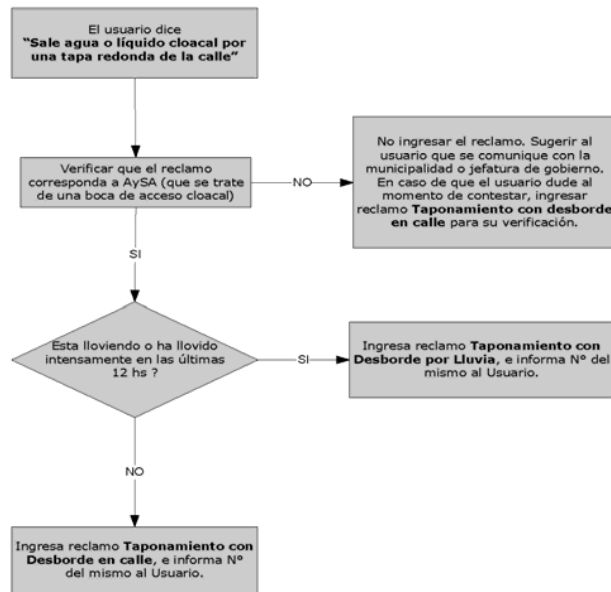 El usuario dice
"Sale agua o líquido cloacal por
una tapa redonda de la calle"
Verificar que el reclamo
corresponda a AySA (que se trate
de una boca de acceso cloacal)
NO
No ingresar el reclamo. Sugerir al
usuario que se comunique con la
municipalidad o jefatura de gobierno.
En caso de que el usuario dude al
momento de contestar, ingresar
reclamo Taponamiento con desborde
en calle para su verificación.
SI
Esta lloviendo o ha llovido
intensamente en las últimas
12 hs ?
SI
Ingresa reclamo Taponamiento con
Desborde por Lluvia, e informa N° del
mismo al Usuario.
NO
Ingresa reclamo Taponamiento con
Desborde en calle, e informa N°
del mismo al Usuario.